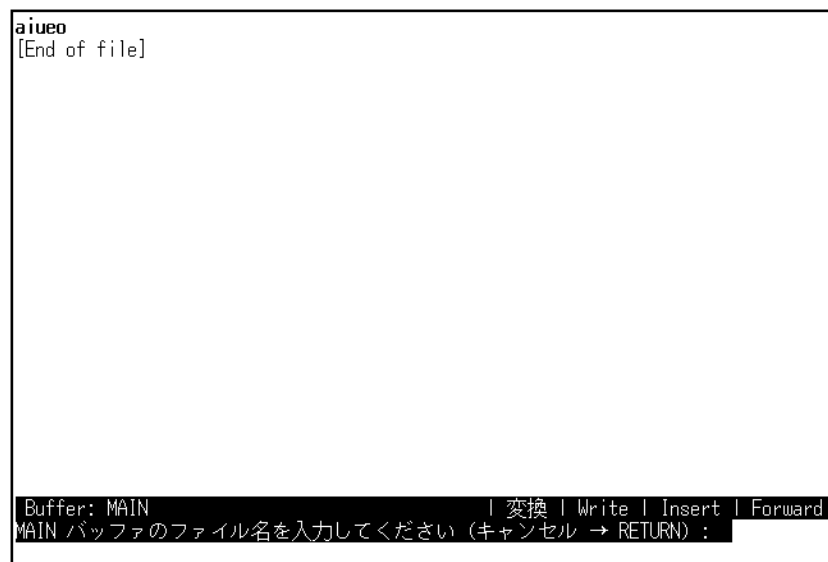 aiueo
[End of file]
Buffer: MAIN | 変換 | Write | Insert | Forward
MAIN バッファのファイル名を入力してください (キャンセル → RETURN) :